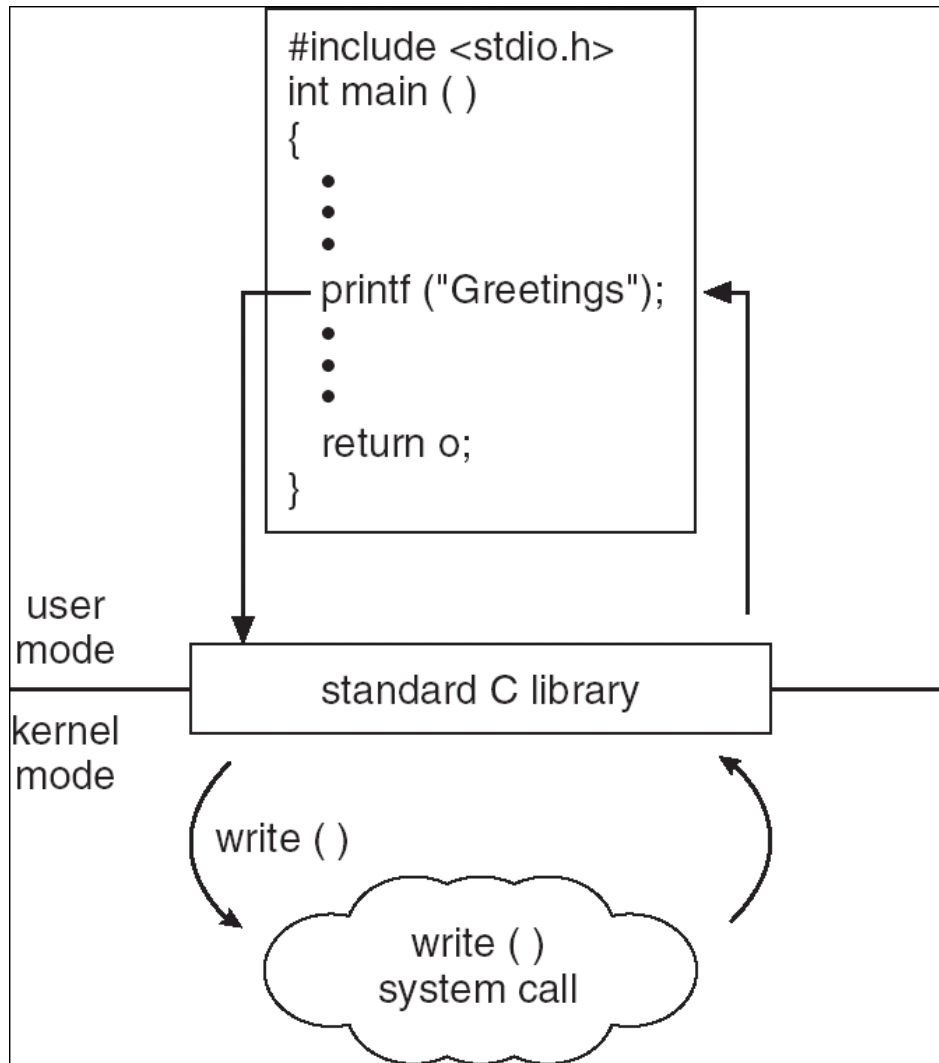 #include <stdio.h>
int main ( )
{
•
•
•
printf ("Greetings");
•
•
•
return o;
}
user
mode
standard C library
kernel
mode
write ( )
write ( )
system call